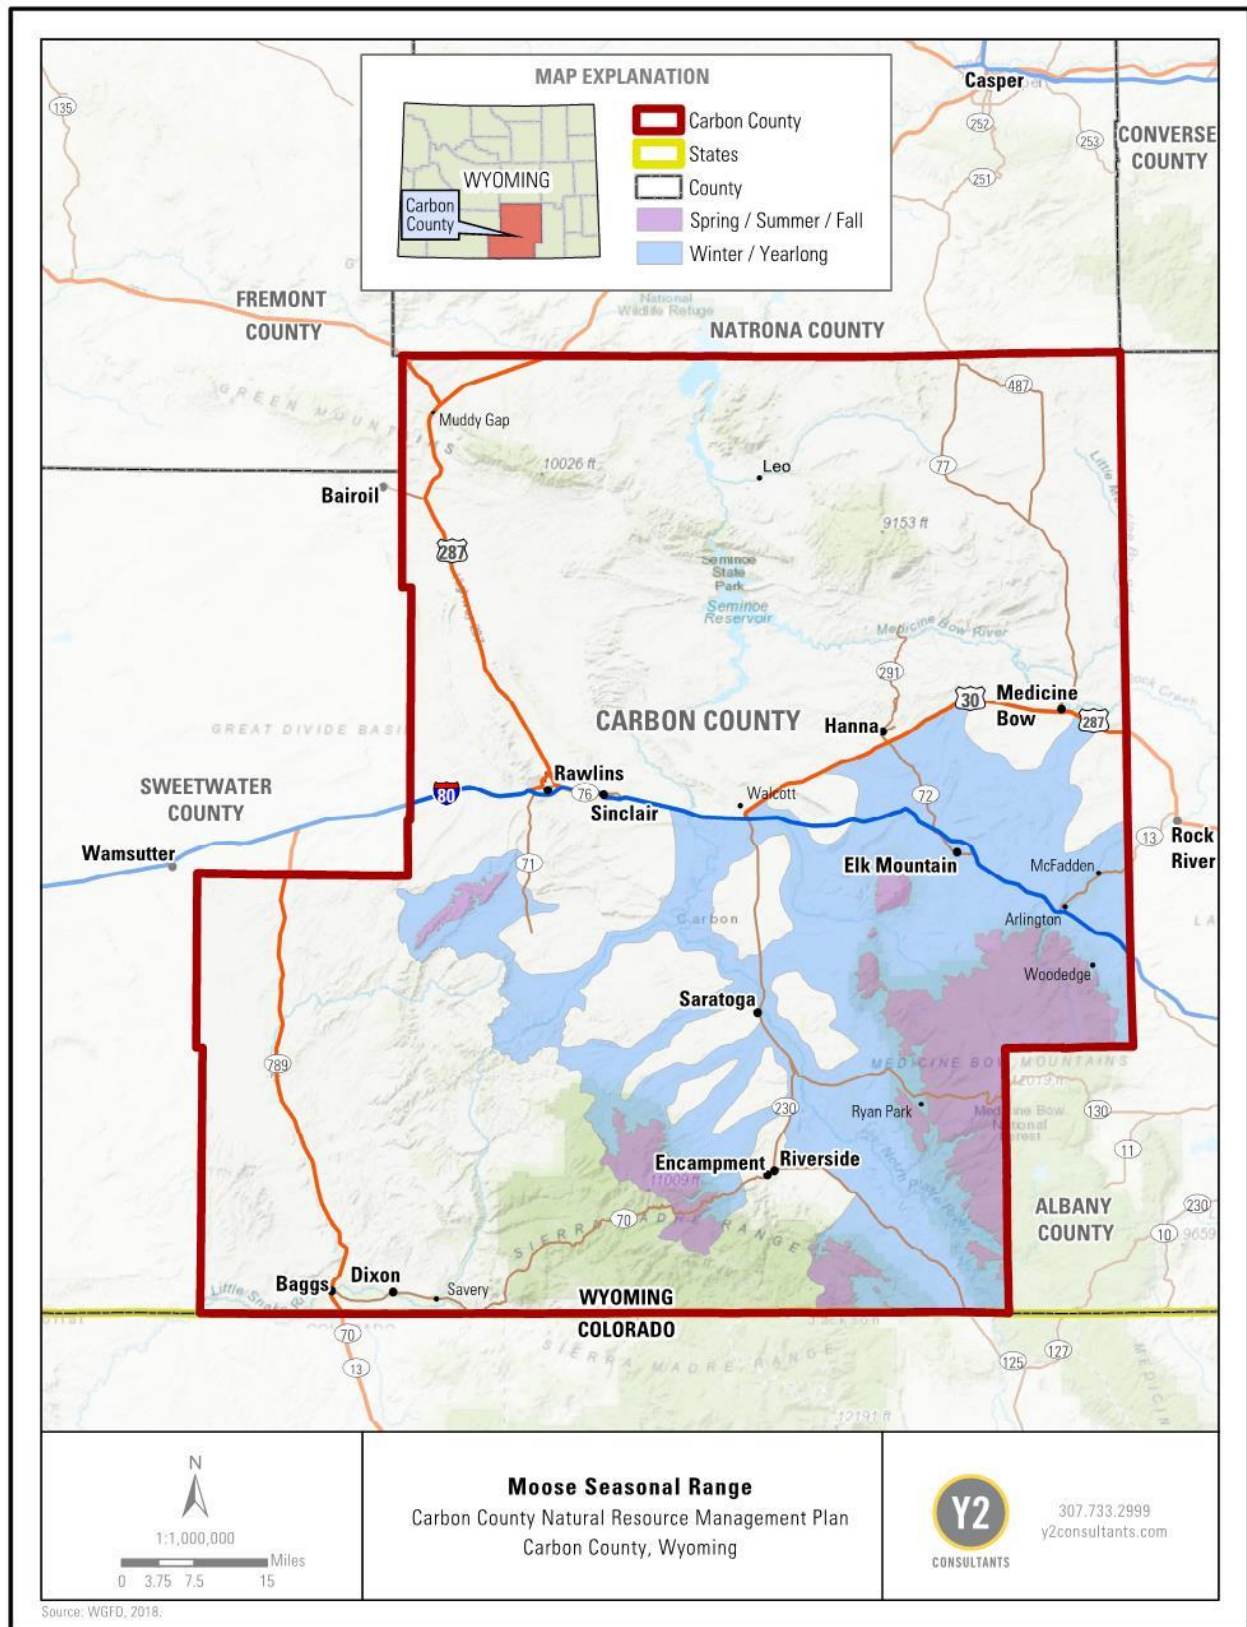 MAP EXPLANATION
WYOMING
Carbon
County
Carbon County
States
County
Spring / Summer / Fall
Winter / Yearlong
Casper
135
252
253
251
CONVERSE
COUNTY
FREMONT
COUNTY
National
Wildlife Refuge
NATRONA COUNTY
GREEN MOUNTAINS
Muddy Gap
487
10026 ft
Leo
77
Bairoil
9153 ft
287
Seminoe
State
Park
Seminoe
Reservoir
Medicine Bow River
291
30
Medicine
Bow
287
CARBON COUNTY
Hanna
GREAT DIVIDE BASIN
SWEETWATER
COUNTY
80
Rawlins
76
Sinclair
Walcott
72
Wamsutter
71
Elk Mountain
McFadden
13
Rock
River
Carbon
Arlington
Woodedge
Saratoga
789
MEDICINE BOW MOUNTAINS
12019 ft
230
Ryan Park
Medicine Bow
National
Forest
130
11
Encampment
Riverside
11009 ft
70
SIERRA MADRE RANGE
North Platte River
ALBANY
COUNTY
230
10
9659
Baggs
Dixon
Savery
Little Snake
WYOMING
COLORADO
Jackson
70
13
SIERRA MADRE RANGE
125
127
12191 ft
N
1:1,000,000
Miles
0 3.75 7.5 15
Moose Seasonal Range
Carbon County Natural Resource Management Plan
Carbon County, Wyoming
Y2
CONSULTANTS
307.733.2999
y2consultants.com
Source: WGFD, 2018.